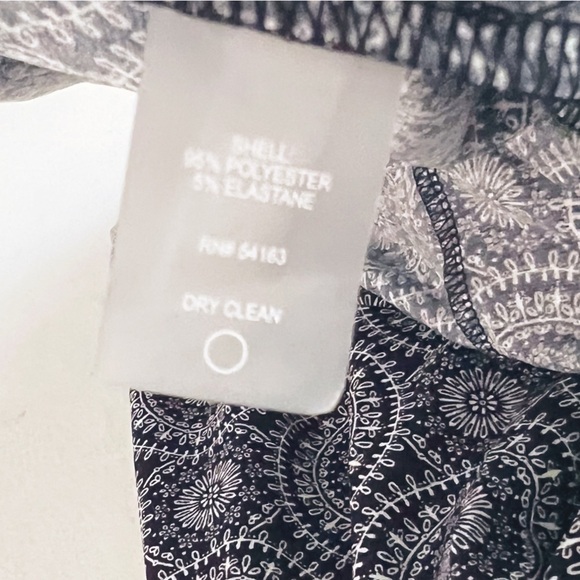 SHELL:
95% POLYESTER
5% ELASTANE
RN# 54163
DRY CLEAN